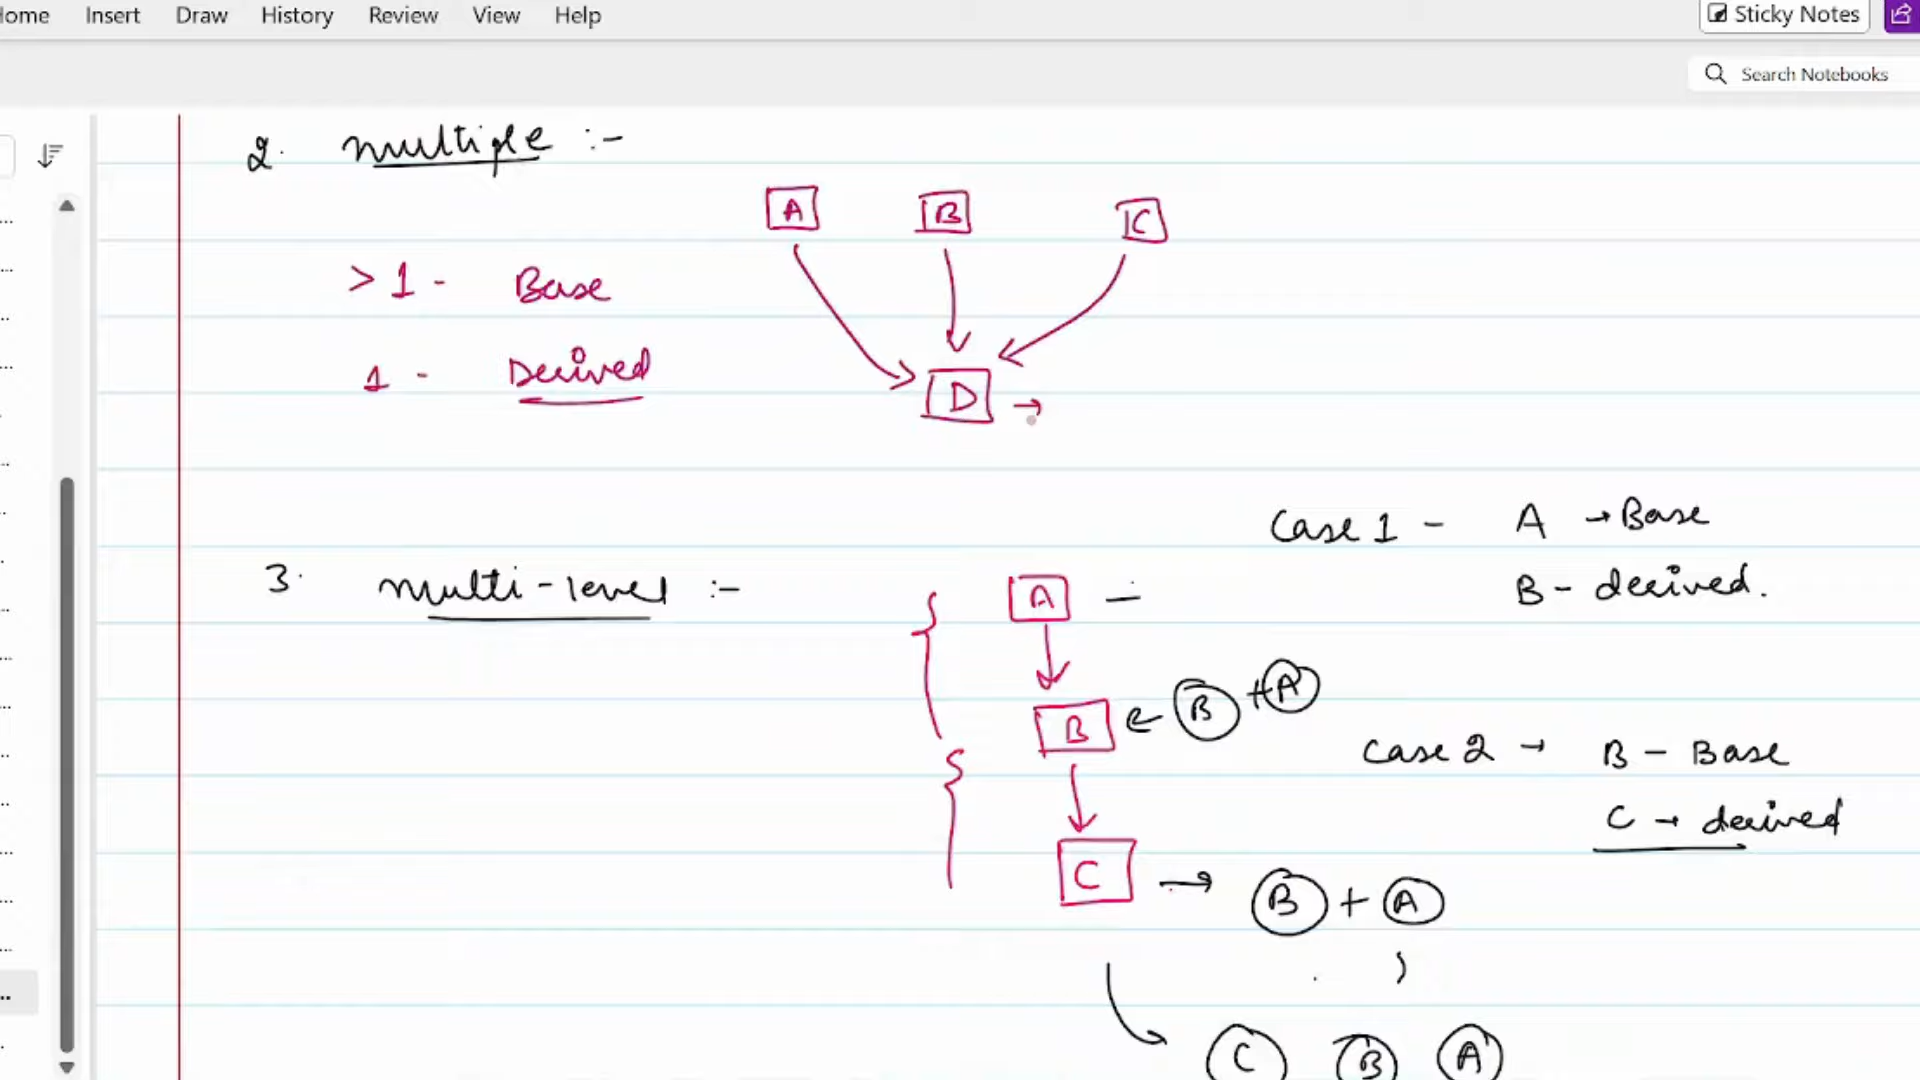 Home Insert Draw History Review View Help
Sticky Notes
Search Notebooks
2. multiple :-
A B C
> 1 - Base
1 - Derived
D →
Case 1 - A → Base
B - derived.
3. multi-level :-
A -
B ← B + A
Case 2 → B - Base
C → derived
C → B + A
C B A